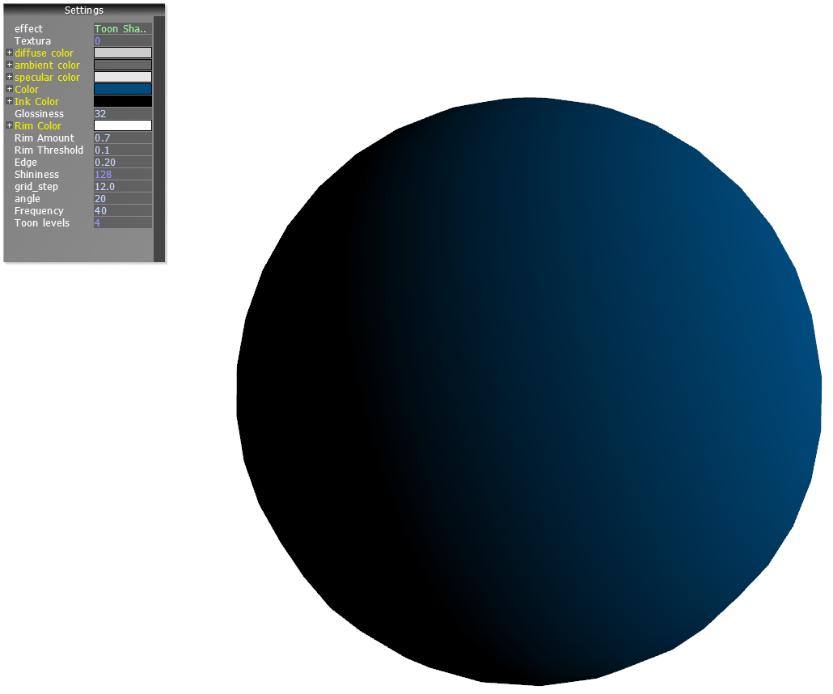 Settings
effect Toon Sha..
Textura 0
diffuse color
ambient color
specular color
Color
Ink Color
Glossiness 32
Rim Color
Rim Amount 0.7
Rim Threshold 0.1
Edge 0.20
Shininess 128
grid_step 12.0
angle 20
Frequency 40
Toon levels 4